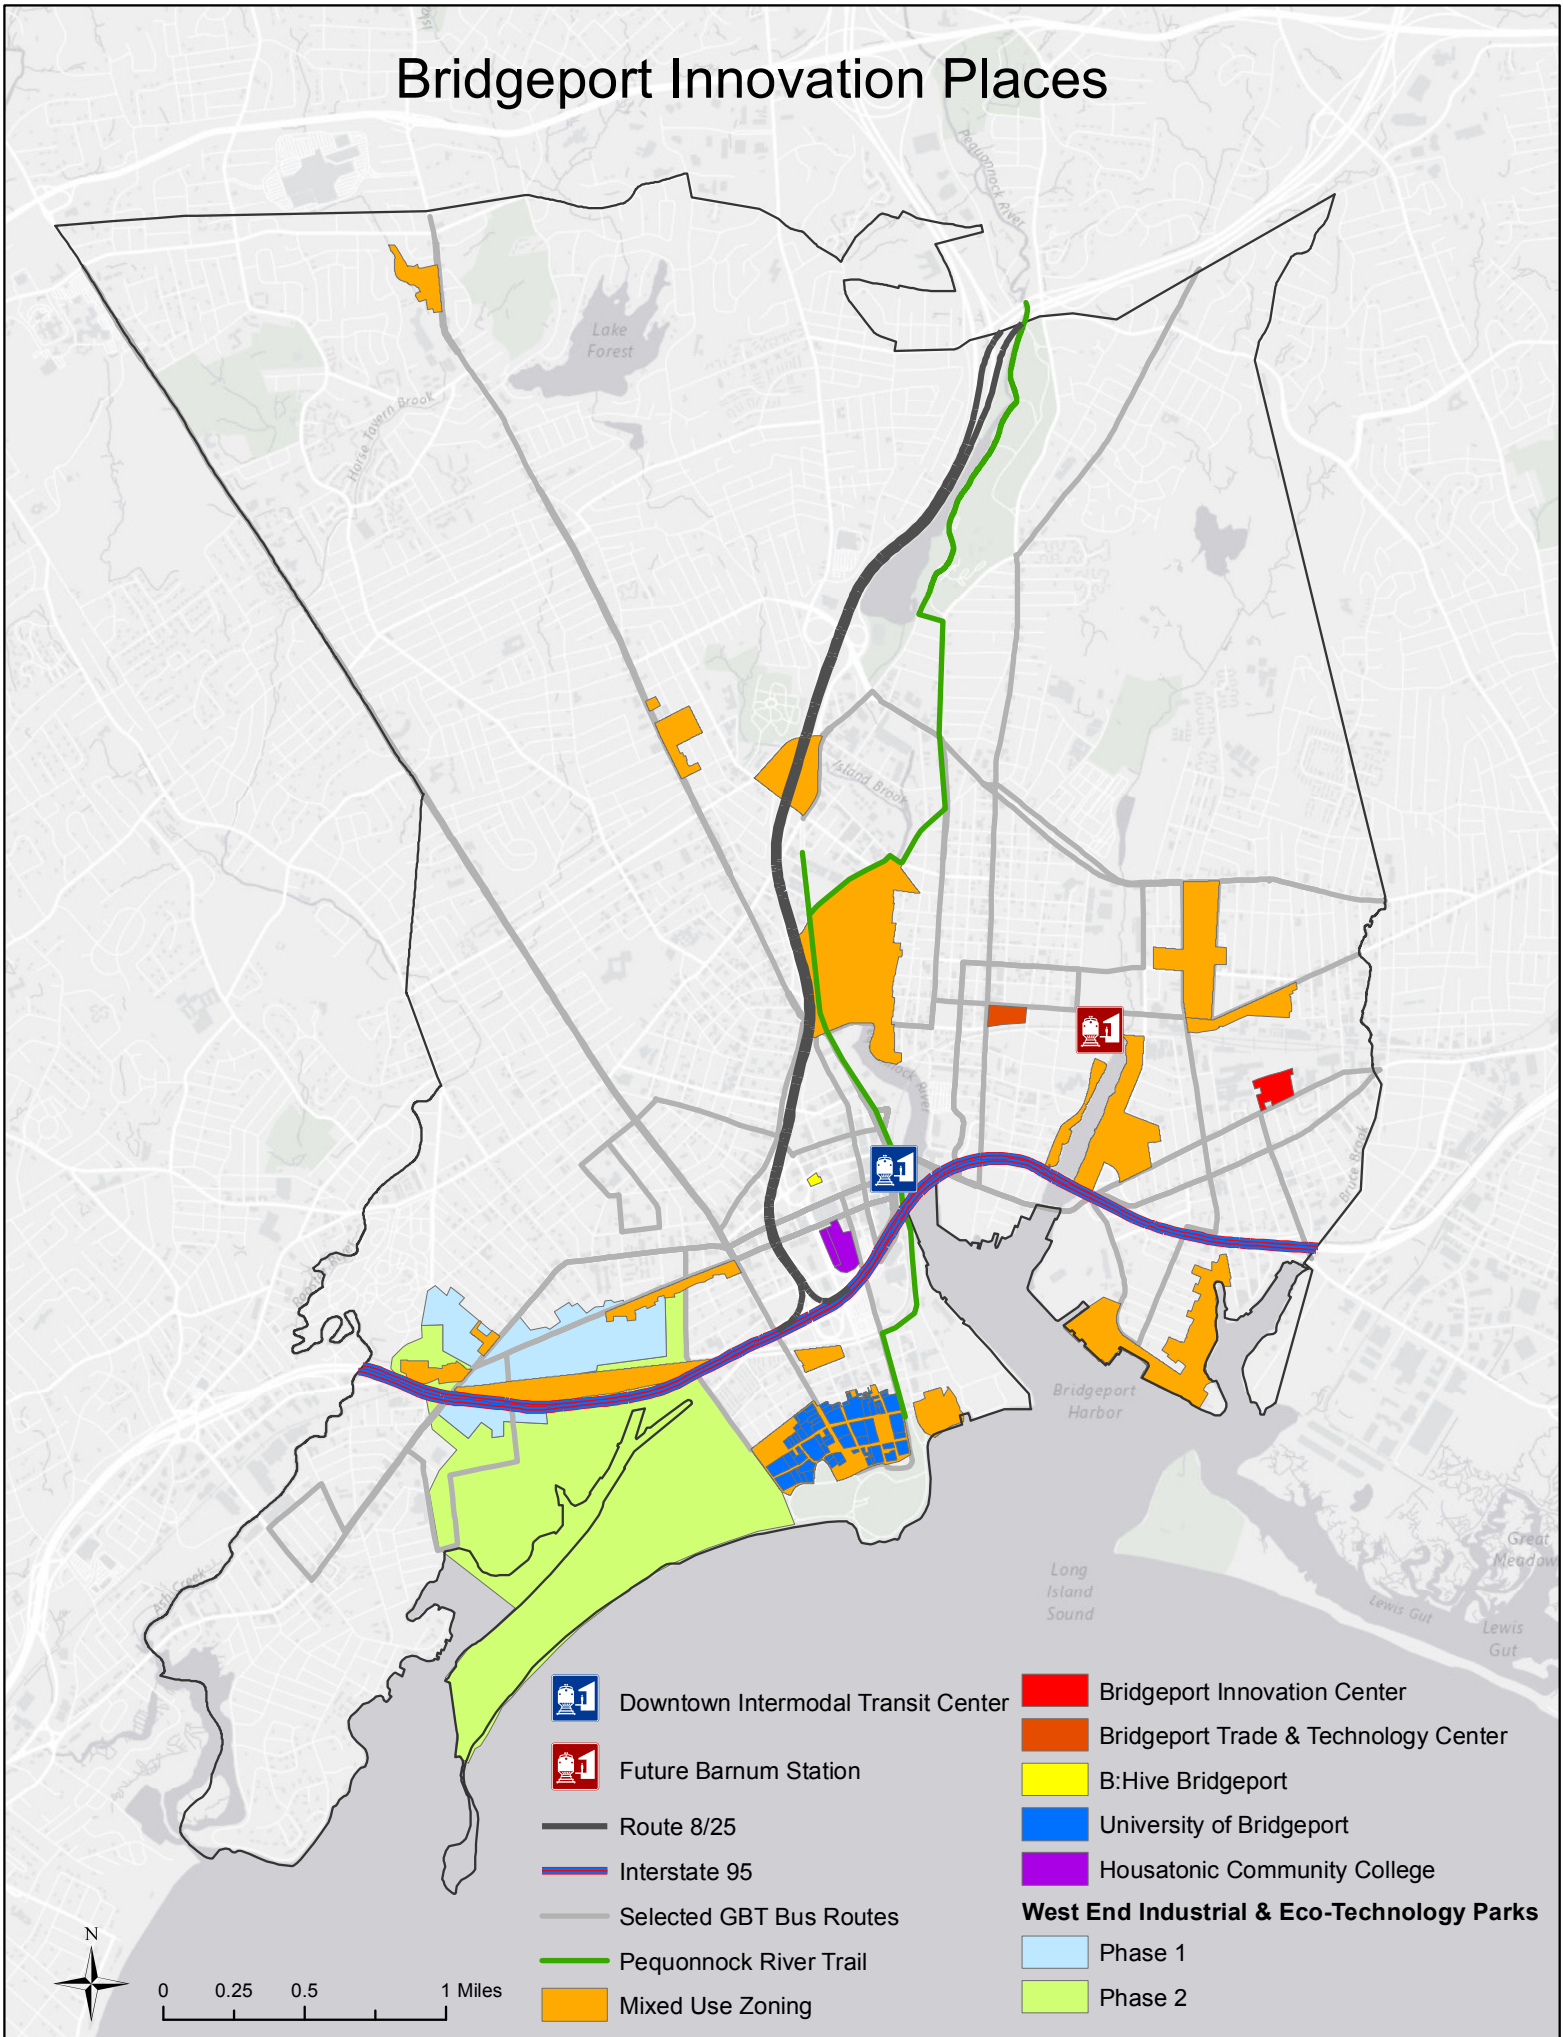 Bridgeport Innovation Places
Pequonnock River
Lake
Forest
Horse Tavern Brook
Island Brook
River
Bruce Brook
Bridgeport
Harbor
Long
Island
Sound
Great
Meadow
Lewis Gut
Lewis
Gut
Ash Creek
Downtown Intermodal Transit Center
Future Barnum Station
Route 8/25
Interstate 95
Selected GBT Bus Routes
Pequonnock River Trail
Mixed Use Zoning
Bridgeport Innovation Center
Bridgeport Trade & Technology Center
B:Hive Bridgeport
University of Bridgeport
Housatonic Community College
West End Industrial & Eco-Technology Parks
Phase 1
Phase 2
N
0 0.25 0.5 1 Miles